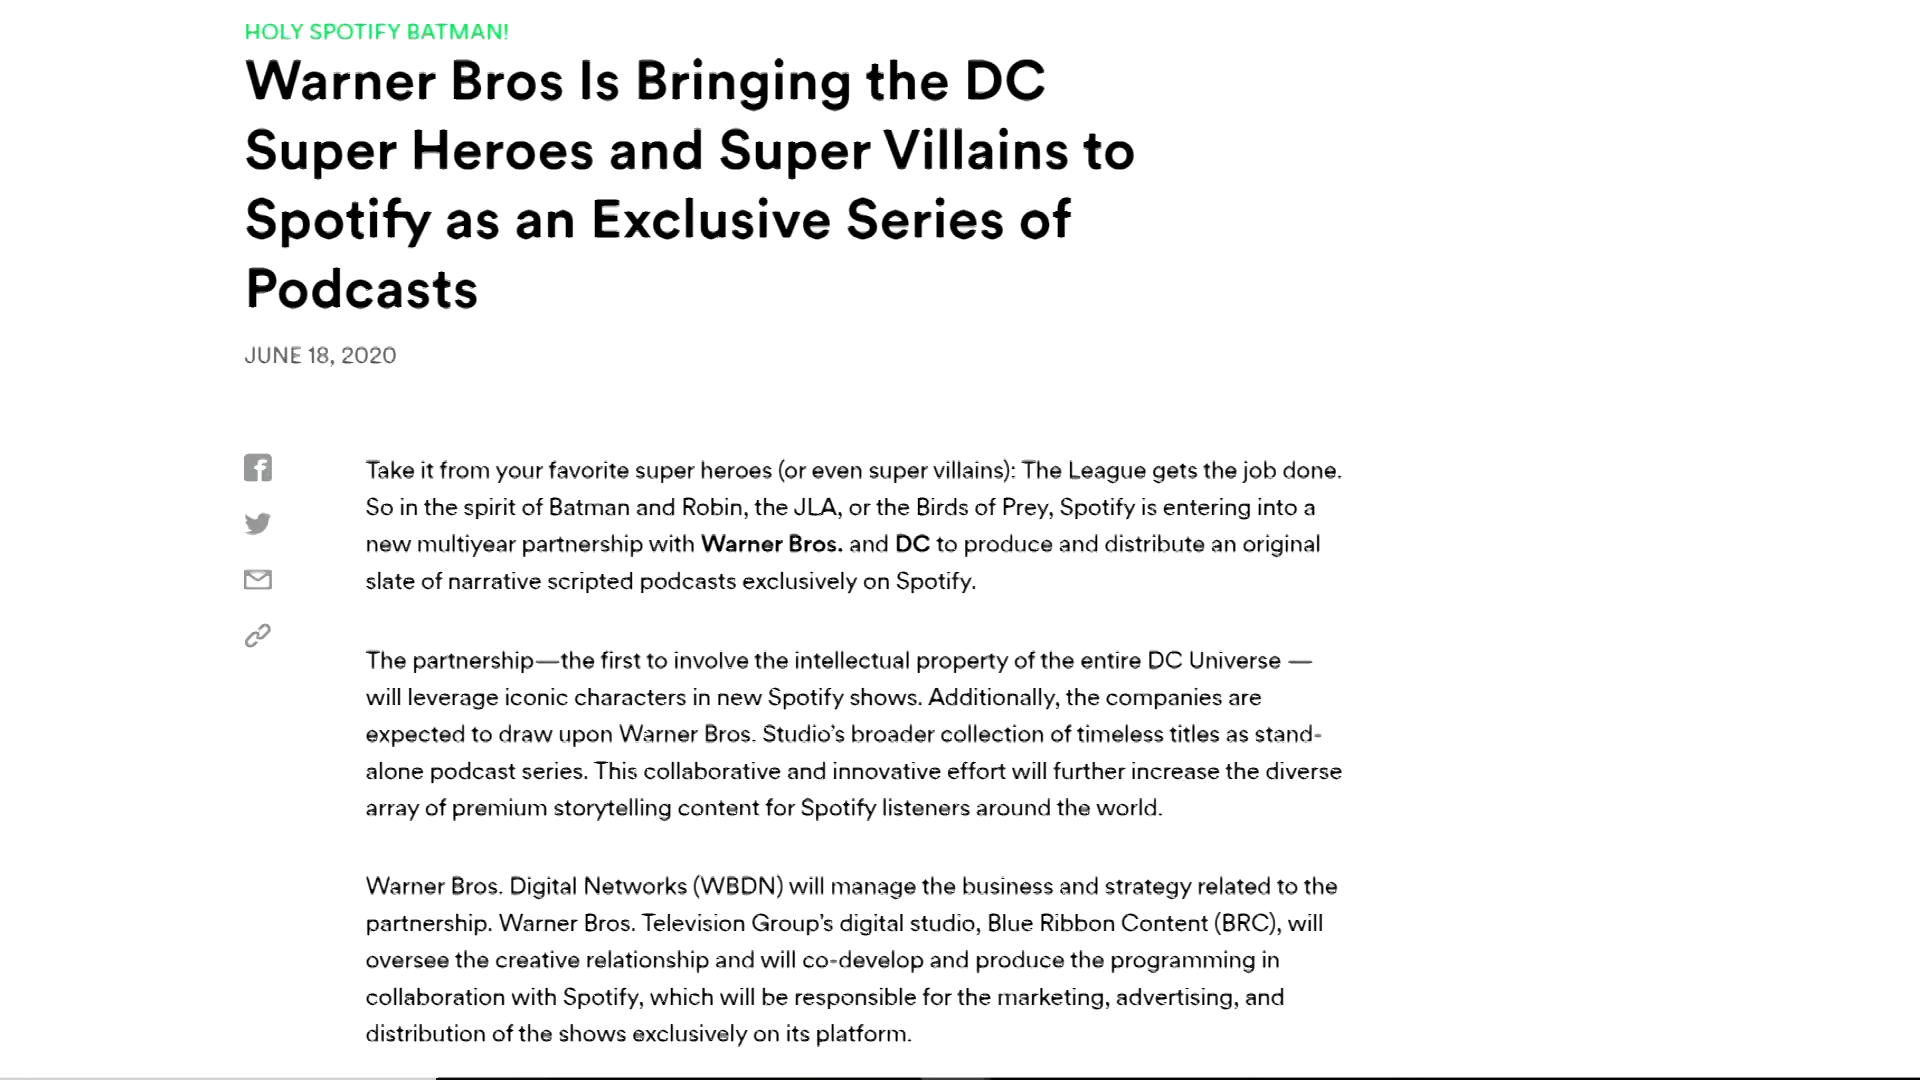 HOLY SPOTIFY BATMAN!
Warner Bros Is Bringing the DC
Super Heroes and Super Villains to
Spotify as an Exclusive Series of
Podcasts
JUNE 18, 2020
Take it from your favorite super heroes (or even super villains): The League gets the job done.
So in the spirit of Batman and Robin, the JLA, or the Birds of Prey, Spotify is entering into a
new multiyear partnership with Warner Bros. and DC to produce and distribute an original
slate of narrative scripted podcasts exclusively on Spotify.
The partnership—the first to involve the intellectual property of the entire DC Universe —
will leverage iconic characters in new Spotify shows. Additionally, the companies are
expected to draw upon Warner Bros. Studio's broader collection of timeless titles as stand-
alone podcast series. This collaborative and innovative effort will further increase the diverse
array of premium storytelling content for Spotify listeners around the world.
Warner Bros. Digital Networks (WBDN) will manage the business and strategy related to the
partnership. Warner Bros. Television Group's digital studio, Blue Ribbon Content (BRC), will
oversee the creative relationship and will co-develop and produce the programming in
collaboration with Spotify, which will be responsible for the marketing, advertising, and
distribution of the shows exclusively on its platform.